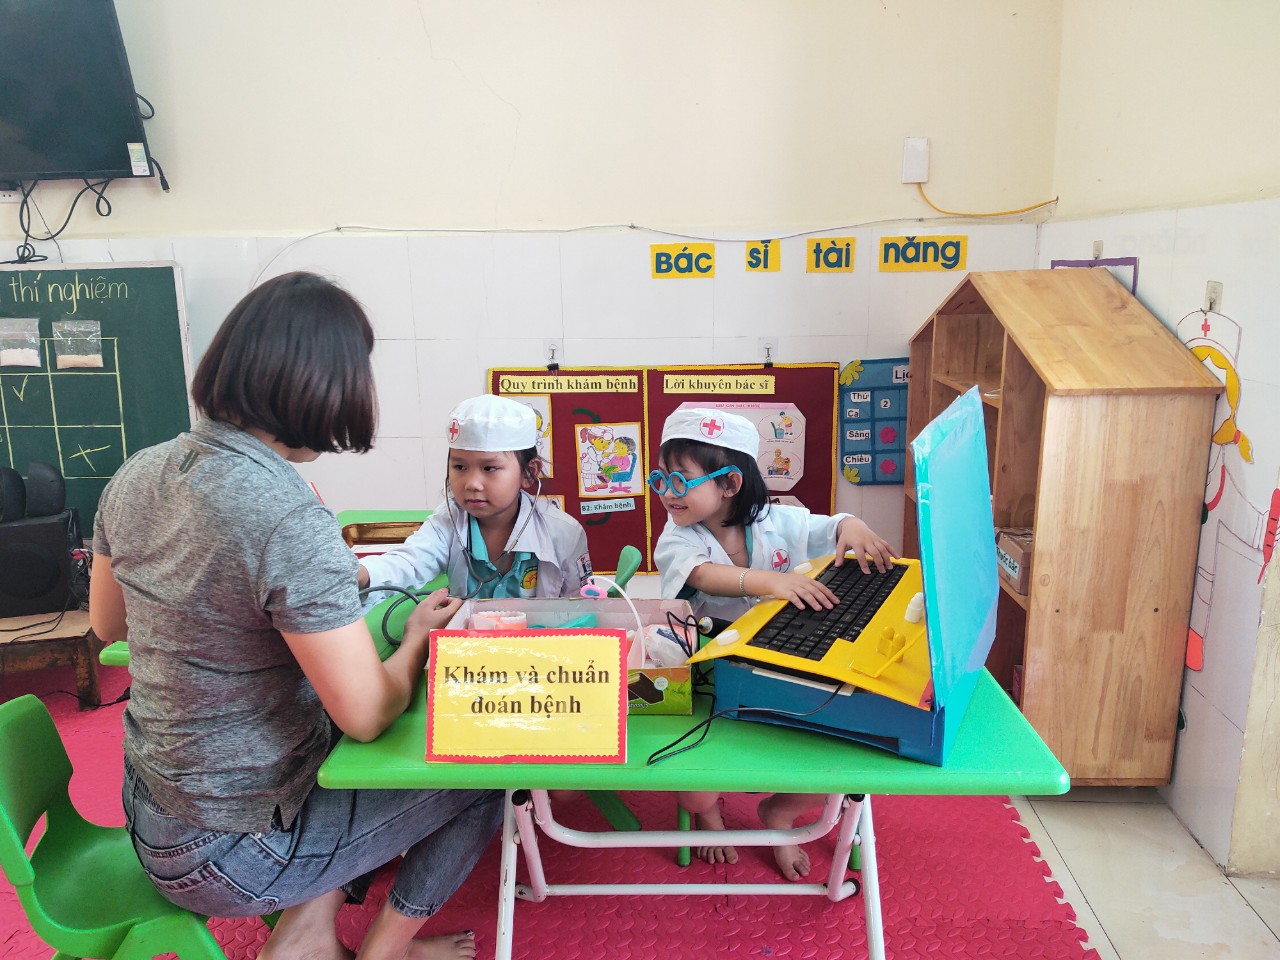 thí nghiệm
Bác sĩ tài năng
Quy trình khám bệnh
Lời khuyên bác sĩ
B2: Khám bệnh
Thứ
2
Ca
Sáng
Chiều
Khám và chuẩn
đoán bệnh